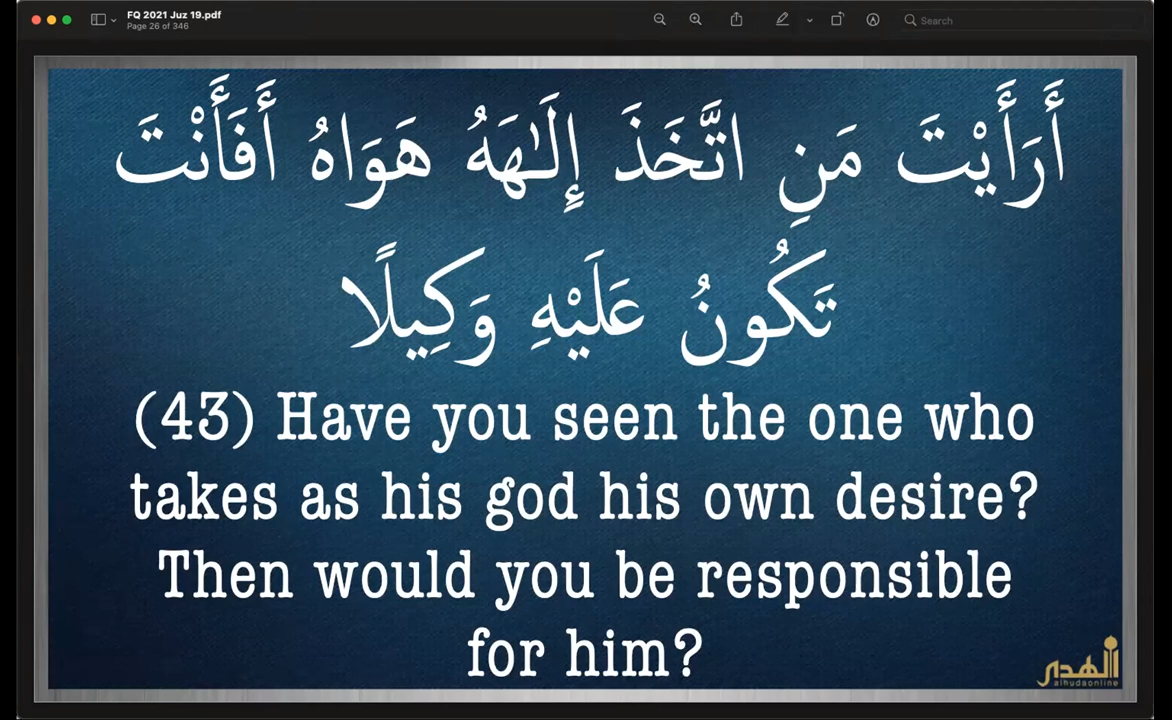 FQ 2021 Juz 19.pdf
Page 26 of 346
Search
أَرَأَيْتَ مَنِ اتَّخَذَ إِلَٰهَهُ هَوَاهُ أَفَأَنْتَ
تَكُونُ عَلَيْهِ وَكِيلًا
(43) Have you seen the one who
takes as his god his own desire?
Then would you be responsible
for him?
الهدى
alhudaonline